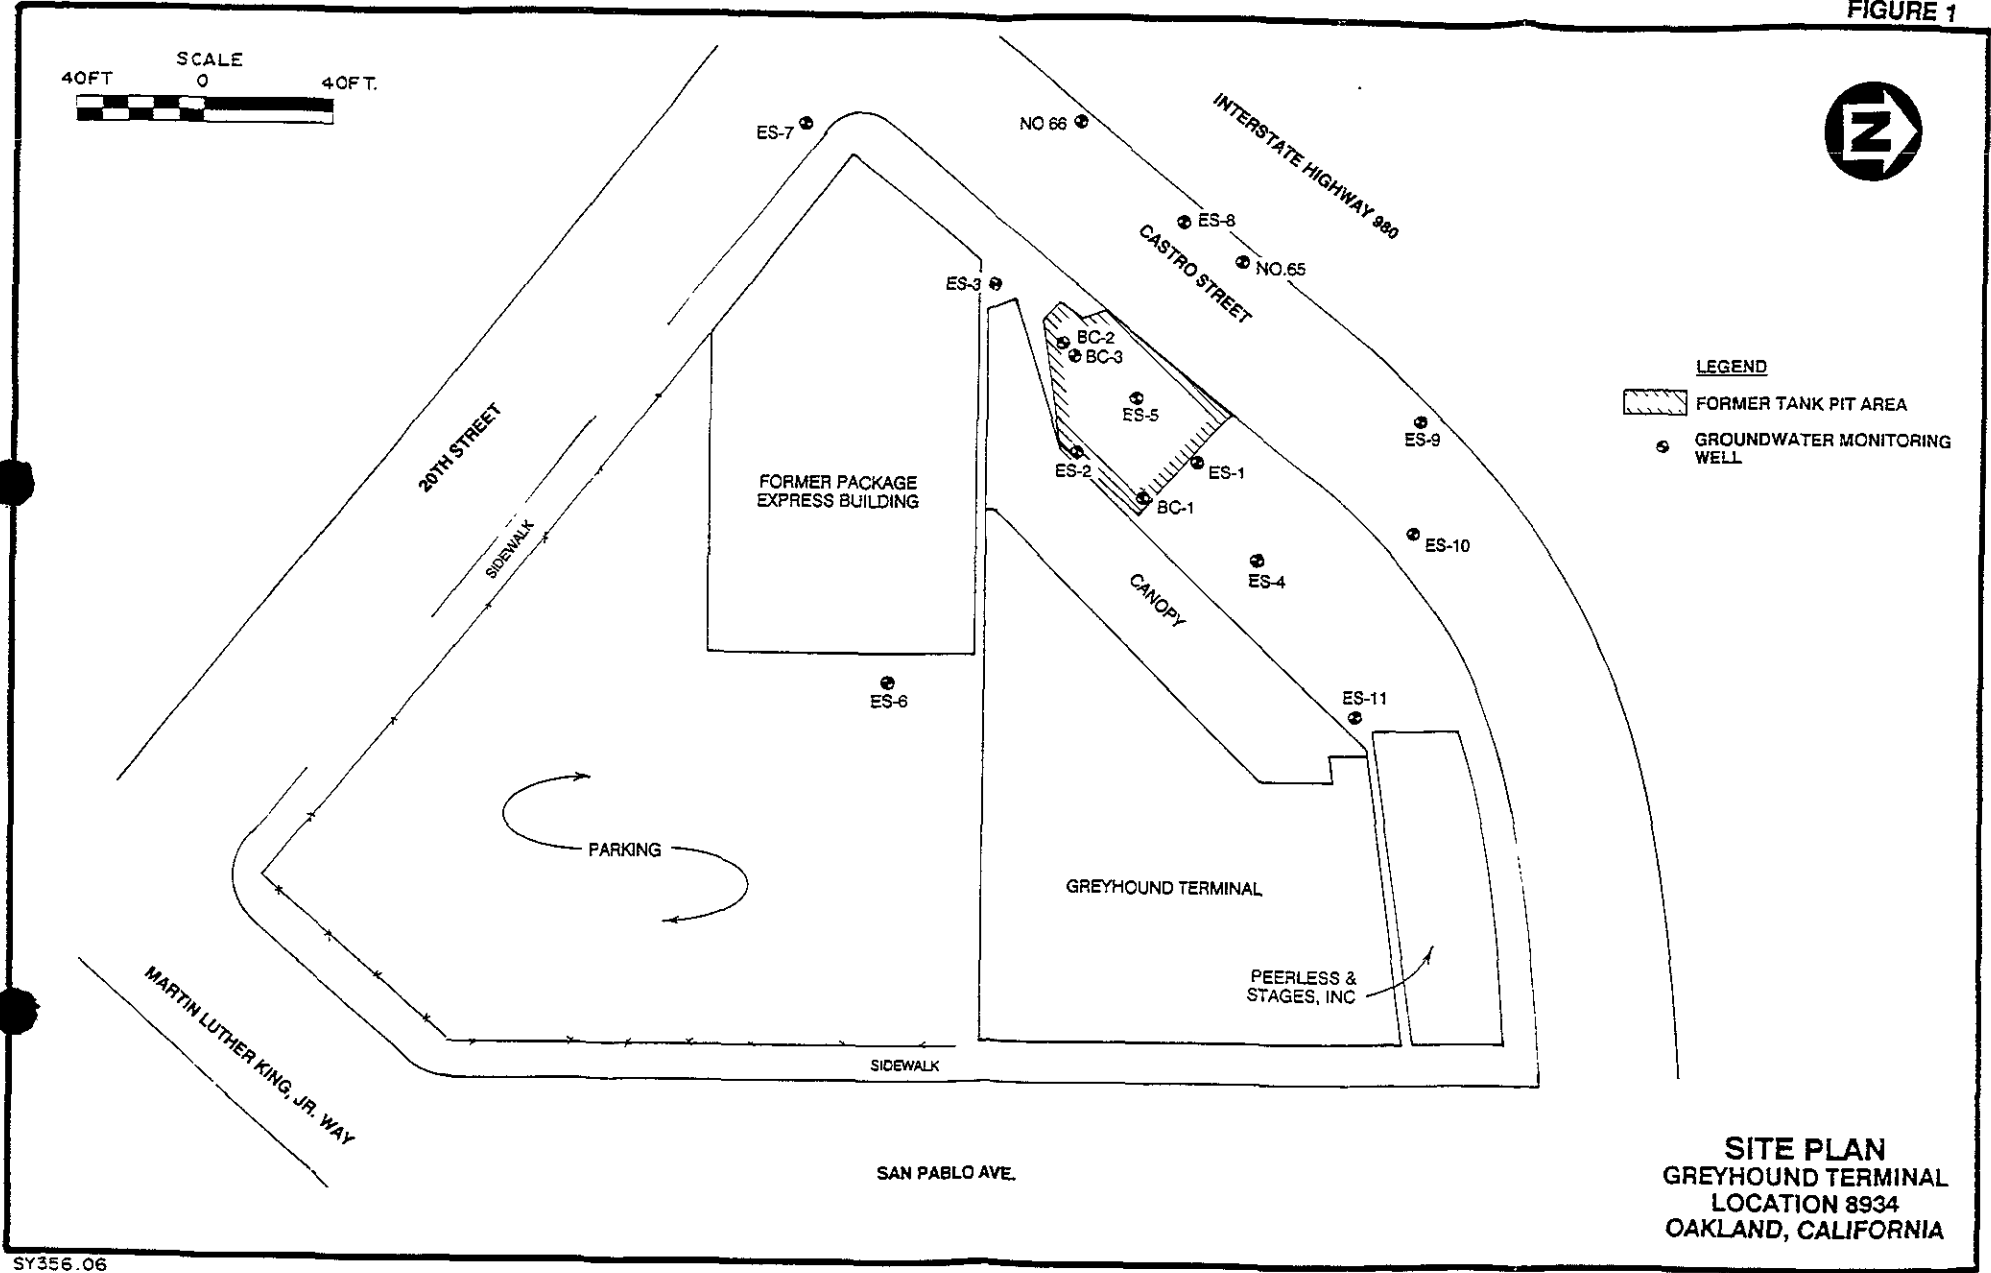 FIGURE 1
SCALE
40FT 0 40FT.
N
ES-7
NO 66
INTERSTATE HIGHWAY 980
ES-8
CASTRO STREET
NO.65
ES-3
BC-2
BC-3
ES-5
ES-9
ES-2
ES-1
BC-1
ES-10
ES-4
LEGEND
FORMER TANK PIT AREA
GROUNDWATER MONITORING
WELL
20TH STREET
SIDEWALK
FORMER PACKAGE
EXPRESS BUILDING
CANOPY
ES-6
ES-11
PARKING
GREYHOUND TERMINAL
PEERLESS &
STAGES, INC
MARTIN LUTHER KING, JR. WAY
SIDEWALK
SAN PABLO AVE.
SITE PLAN
GREYHOUND TERMINAL
LOCATION 8934
OAKLAND, CALIFORNIA
SY356.06